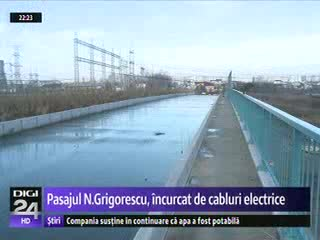 22:23
Pasajul N.Grigorescu, încurcat de cabluri electrice
DIGI
24
HD
Știri
Compania susține în continuare că apa a fost potabilă